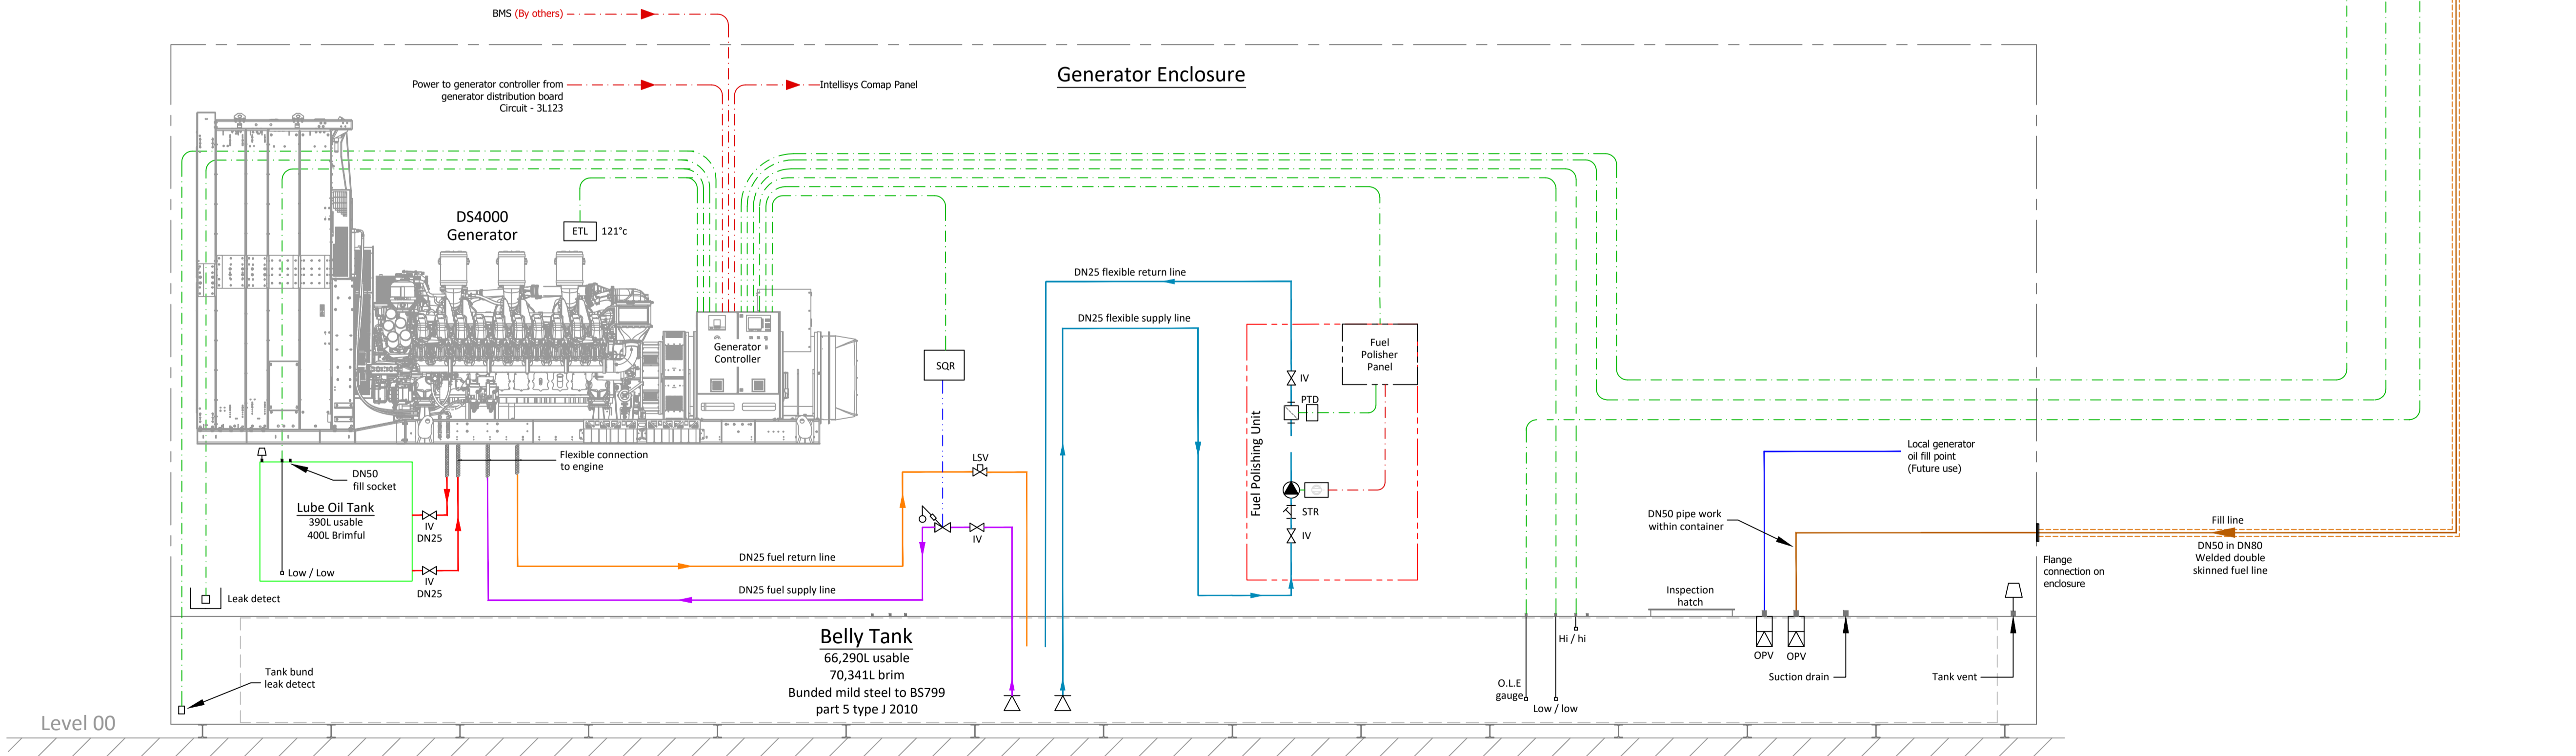 BMS (By others)
Generator Enclosure
Power to generator controller from
generator distribution board
Circuit - 3L123
Intellisys Comap Panel
DS4000
Generator
ETL
121°c
DN25 flexible return line
DN25 flexible supply line
Generator
Controller
SQR
Fuel
Polisher
Panel
IV
PTD
Fuel Polishing Unit
STR
IV
Flexible connection
to engine
LSV
IV
DN50
fill socket
Lube Oil Tank
390L usable
400L Brimful
IV
DN25
Low / Low
IV
DN25
Leak detect
DN25 fuel return line
DN25 fuel supply line
Local generator
oil fill point
(Future use)
DN50 pipe work
within container
Fill line
DN50 in DN80
Welded double
skinned fuel line
Flange
connection on
enclosure
Inspection
hatch
Belly Tank
66,290L usable
70,341L brim
Bunded mild steel to BS799
part 5 type J 2010
Tank bund
leak detect
Hi / hi
O.L.E
gauge
Low / low
OPV
OPV
Suction drain
Tank vent
Level 00